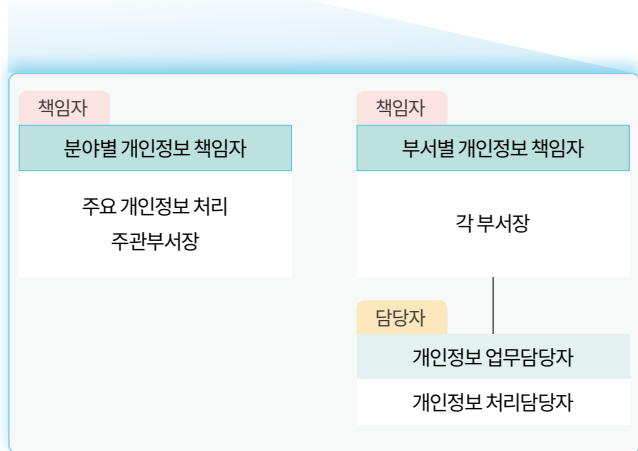 책임자
분야별 개인정보 책임자
주요 개인정보 처리
주관부서장
책임자
부서별 개인정보 책임자
각 부서장
담당자
개인정보 업무담당자
개인정보 처리담당자